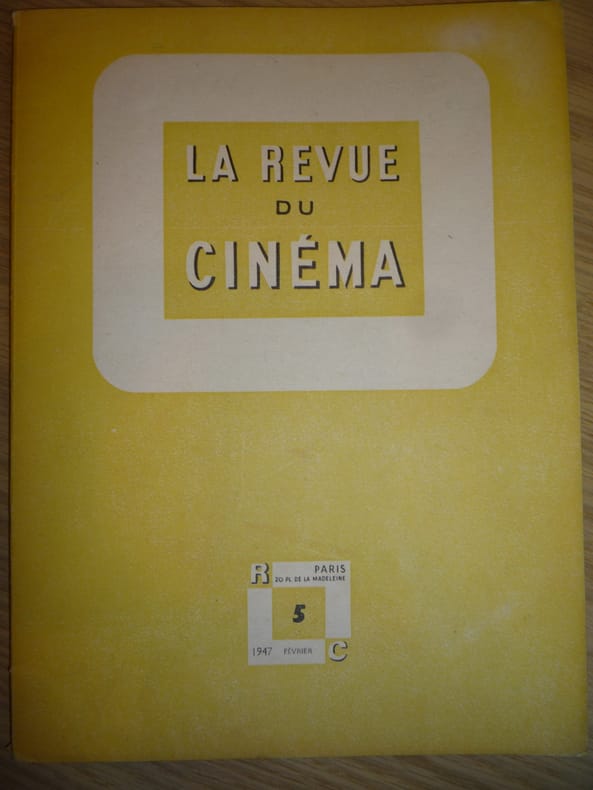 LA REVUE
DU
CINÉMA
R PARIS
20 PL. DE LA MADELEINE
5
1947 FÉVRIER C